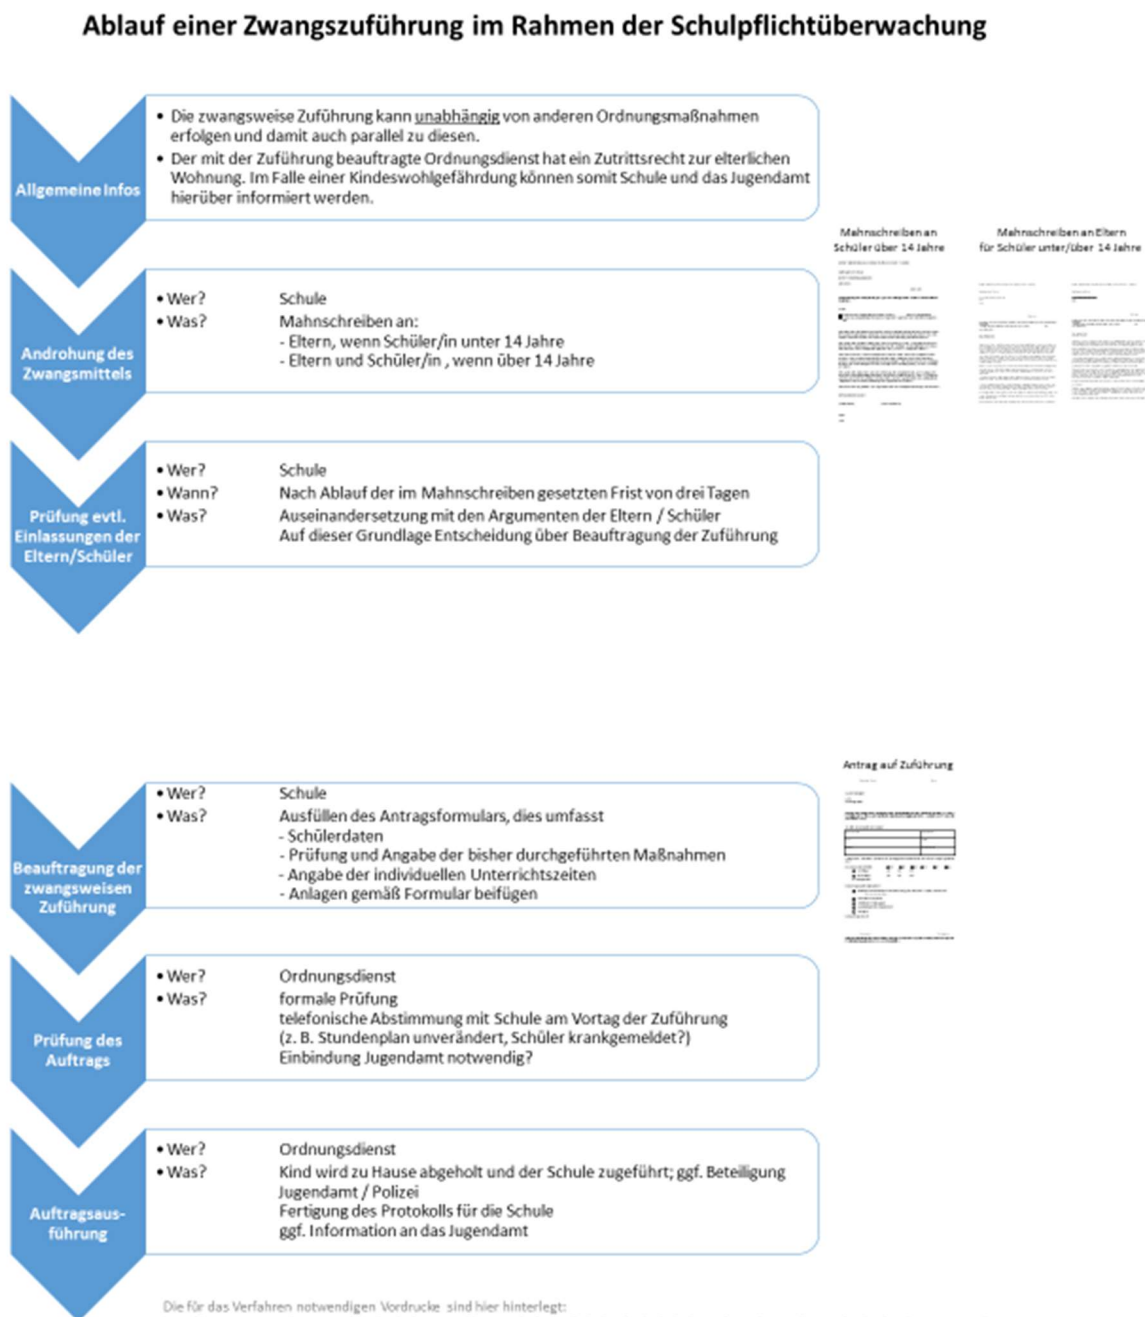 Ablauf einer Zwangszuführung im Rahmen der Schulpflichtüberwachung
Allgemeine Infos
• Die zwangsweise Zuführung kann unabhängig von anderen Ordnungsmaßnahmen
erfolgen und damit auch parallel zu diesen.
• Der mit der Zuführung beauftragte Ordnungsdienst hat ein Zutrittsrecht zur elterlichen
Wohnung. Im Falle einer Kindeswohlgefährdung können somit Schule und das Jugendamt
hierüber informiert werden.
Mahnschreiben an
Schüler über 14 Jahre
Mahnschreiben an Eltern
für Schüler unter/über 14 Jahre
Androhung des
Zwangsmittels
• Wer? Schule
• Was? Mahnschreiben an:
- Eltern, wenn Schüler/in unter 14 Jahre
- Eltern und Schüler/in , wenn über 14 Jahre
Prüfung evtl.
Einlassungen der
Eltern/Schüler
• Wer? Schule
• Wann? Nach Ablauf der im Mahnschreiben gesetzten Frist von drei Tagen
• Was? Auseinandersetzung mit den Argumenten der Eltern / Schüler
Auf dieser Grundlage Entscheidung über Beauftragung der Zuführung
Beauftragung der
zwangsweisen
Zuführung
• Wer? Schule
• Was? Ausfüllen des Antragsformulars, dies umfasst
- Schülerdaten
- Prüfung und Angabe der bisher durchgeführten Maßnahmen
- Angabe der individuellen Unterrichtszeiten
- Anlagen gemäß Formular beifügen
Antrag auf Zuführung
Prüfung des
Auftrags
• Wer? Ordnungsdienst
• Was? formale Prüfung
telefonische Abstimmung mit Schule am Vortag der Zuführung
(z. B. Stundenplan unverändert, Schüler krankgemeldet?)
Einbindung Jugendamt notwendig?
Auftragsaus-
führung
• Wer? Ordnungsdienst
• Was? Kind wird zu Hause abgeholt und der Schule zugeführt; ggf. Beteiligung
Jugendamt / Polizei
Fertigung des Protokolls für die Schule
ggf. Information an das Jugendamt
Die für das Verfahren notwendigen Vordrucke sind hier hinterlegt: